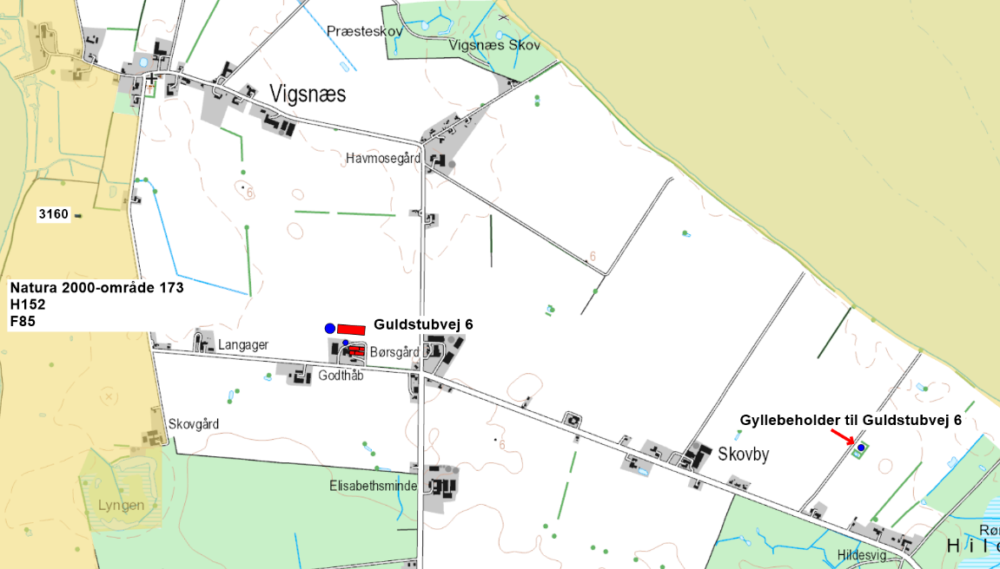 Præsteskov
Vigsnæs Skov
Vigsnæs
Havmosegård
6
3160
6
Natura 2000-område 173
H152
F85
Guldstubvej 6
Langager
Børsgård
Godthåb
Gyllebeholder til Guldstubvej 6
Skovgård
6
Skovby
Elisabethsminde
Lyngen
Rør
Hile
Hildesvig